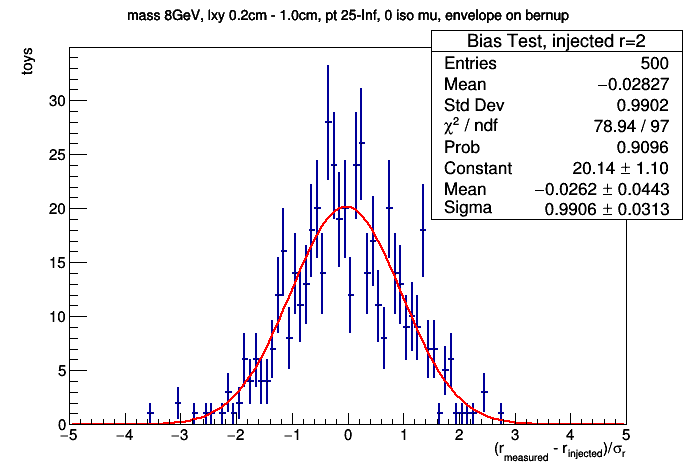 mass 8GeV, lxy 0.2cm - 1.0cm, pt 25-Inf, 0 iso mu, envelope on bernup
toys
Bias Test, injected r=2
Entries 500
Mean −0.02827
Std Dev 0.9902
χ² / ndf 78.94 / 97
Prob 0.9096
Constant 20.14 ± 1.10
Mean −0.0262 ± 0.0443
Sigma 0.9906 ± 0.0313
30
25
20
15
10
5
0
−5 −4 −3 −2 −1 0 1 2 3 4 5
(r_measured - r_injected)/σ_r